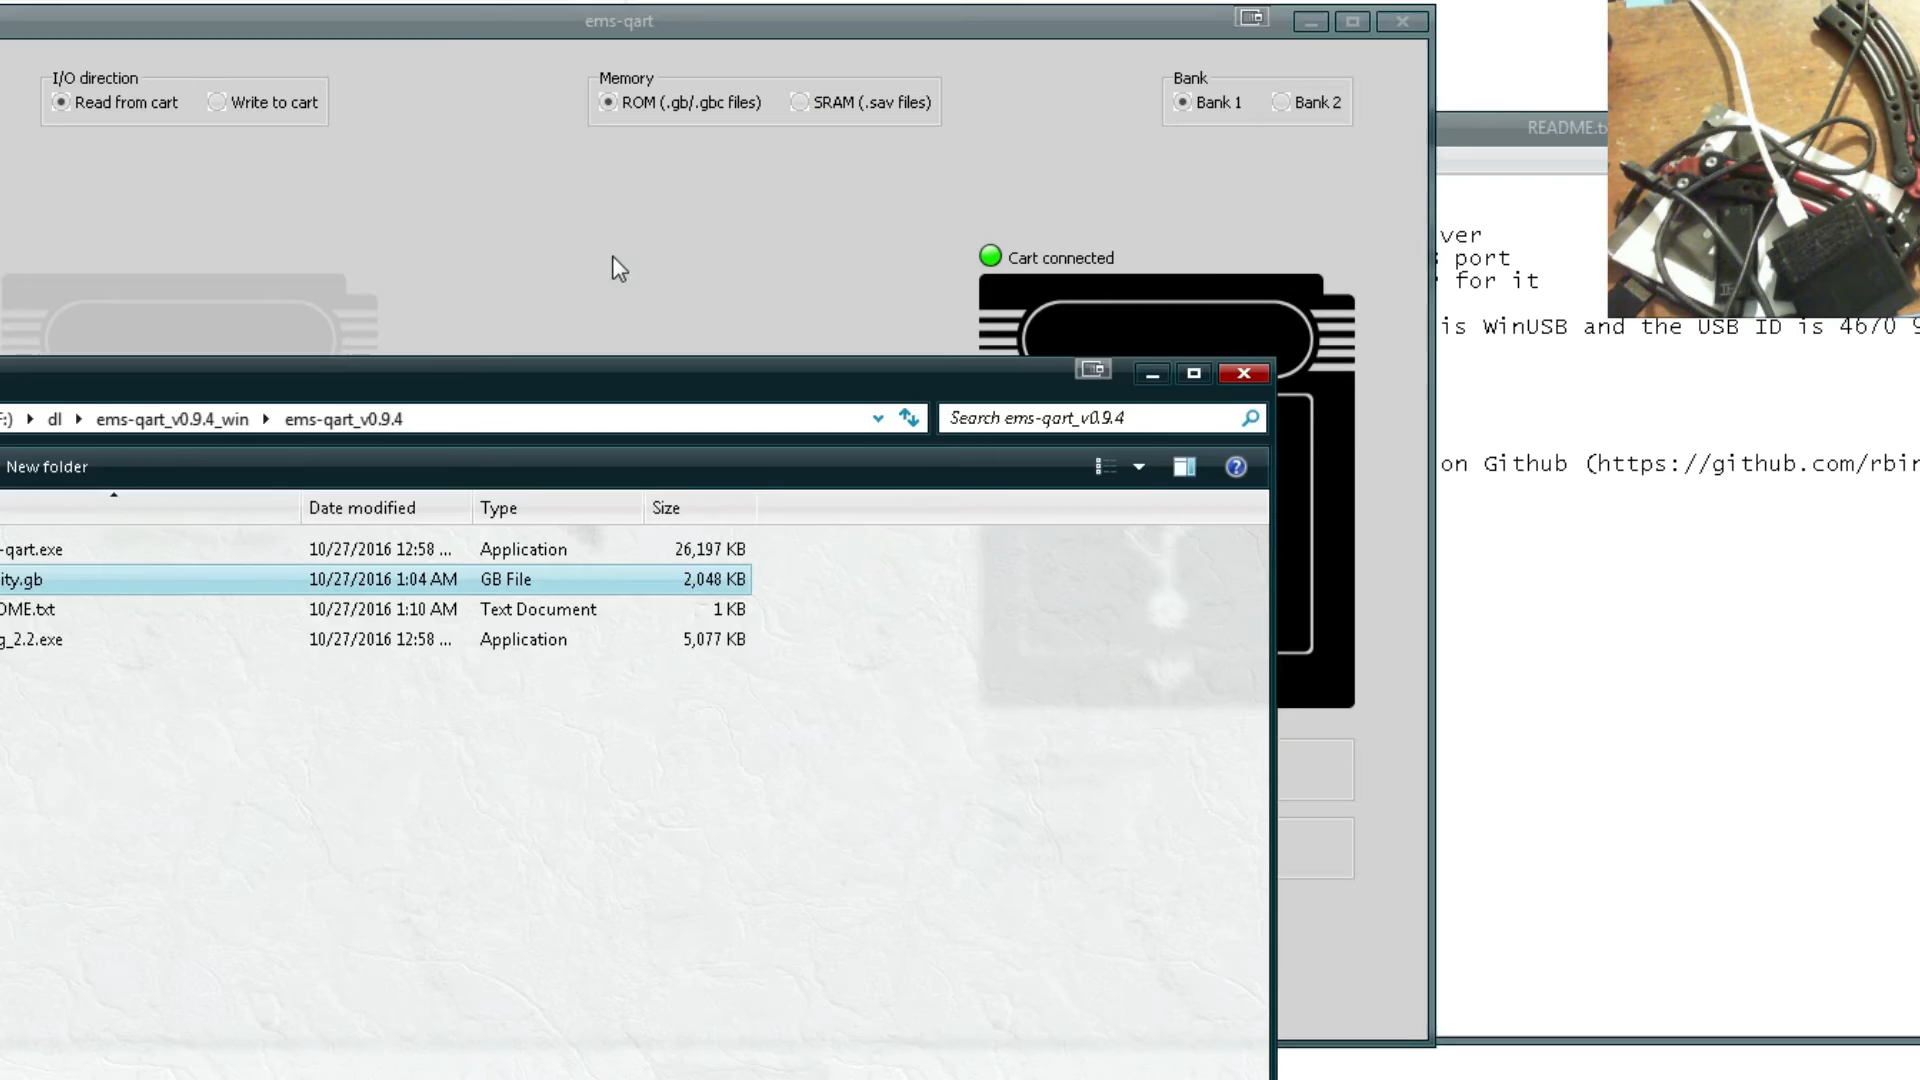 ems-qart
I/O direction
Read from cart
Write to cart
Memory
ROM (.gb/.gbc files)
SRAM (.sav files)
Bank
Bank 1
Bank 2
Cart connected
dl
ems-qart_v0.9.4_win
ems-qart_v0.9.4
Search ems-qart_v0.9.4
New folder
Date modified
Type
Size
-qart.exe
10/27/2016 12:58 ...
Application
26,197 KB
ity.gb
10/27/2016 1:04 AM
GB File
2,048 KB
OME.txt
10/27/2016 1:10 AM
Text Document
1 KB
g_2.2.exe
10/27/2016 12:58 ...
Application
5,077 KB
ver
port
for it
is WinUSB and the USB ID is 4670
on Github (https://github.com/rbin